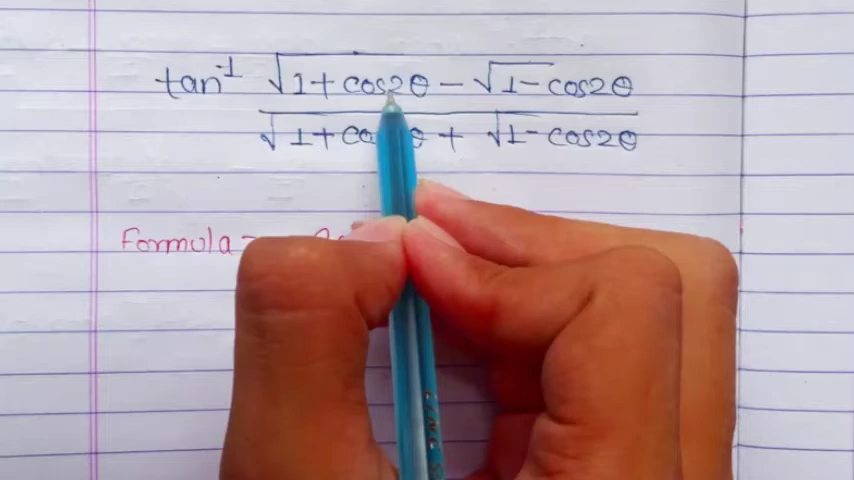 tan⁻¹ √1+cos2θ − √1−cos2θ
√1+co θ + √1−cos2θ
Formula =